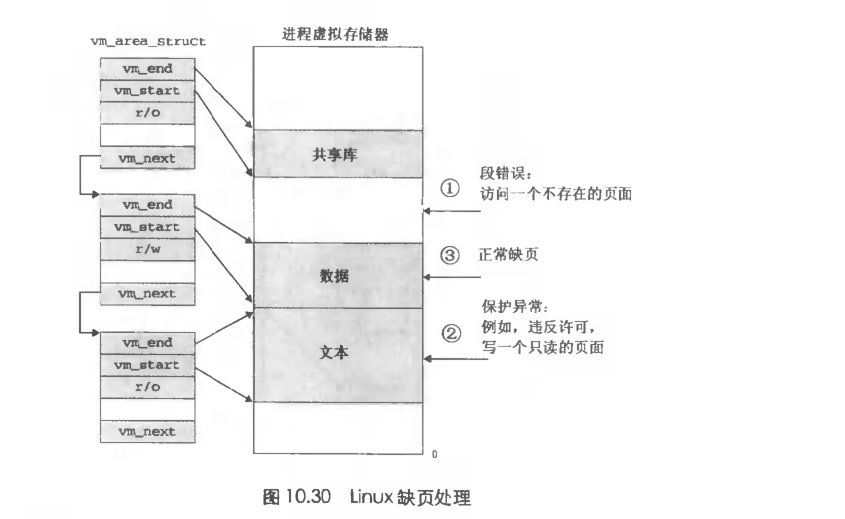 vm_area_struct
进程虚拟存储器
vm_end
vm_start
r/o
vm_next
共享库
①
段错误：
访问一个不存在的页面
vm_end
vm_start
r/w
vm_next
数据
③
正常缺页
vm_end
vm_start
r/o
vm_next
文本
②
保护异常：
例如，违反许可，
写一个只读的页面
0
图 10.30 Linux 缺页处理